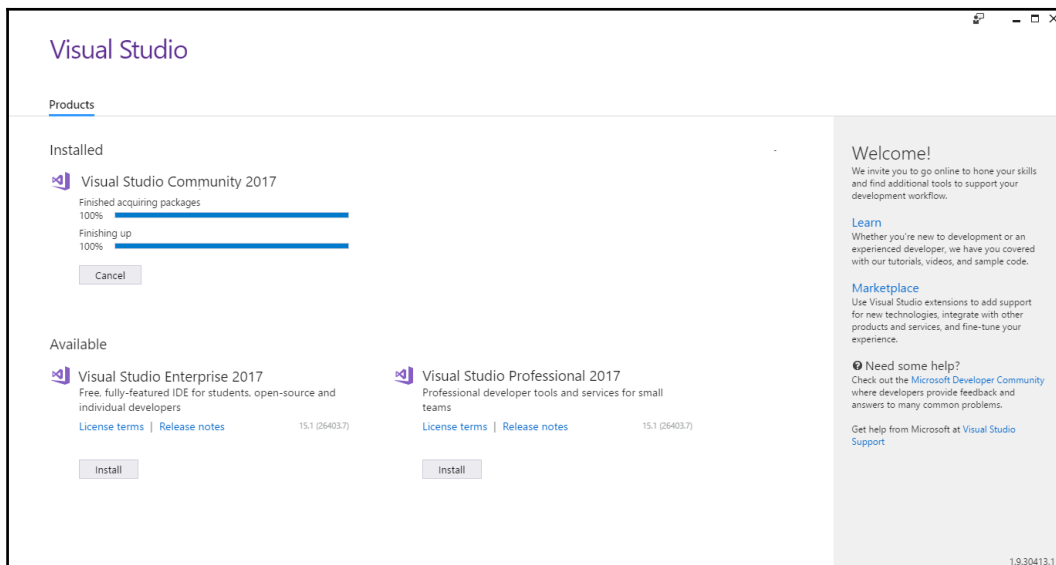 Visual Studio
Products
Installed
Visual Studio Community 2017
Finished acquiring packages
100%
Finishing up
100%
Cancel
Available
Visual Studio Enterprise 2017
Free, fully-featured IDE for students, open-source and
individual developers
License terms | Release notes 15.1 (26403.7)
Install
Visual Studio Professional 2017
Professional developer tools and services for small
teams
License terms | Release notes 15.1 (26403.7)
Install
Welcome!
We invite you to go online to hone your skills
and find additional tools to support your
development workflow.
Learn
Whether you're new to development or an
experienced developer, we have you covered
with our tutorials, videos, and sample code.
Marketplace
Use Visual Studio extensions to add support
for new technologies, integrate with other
products and services, and fine-tune your
experience.
Need some help?
Check out the Microsoft Developer Community
where developers provide feedback and
answers to many common problems.
Get help from Microsoft at Visual Studio
Support
1.9.30413.1